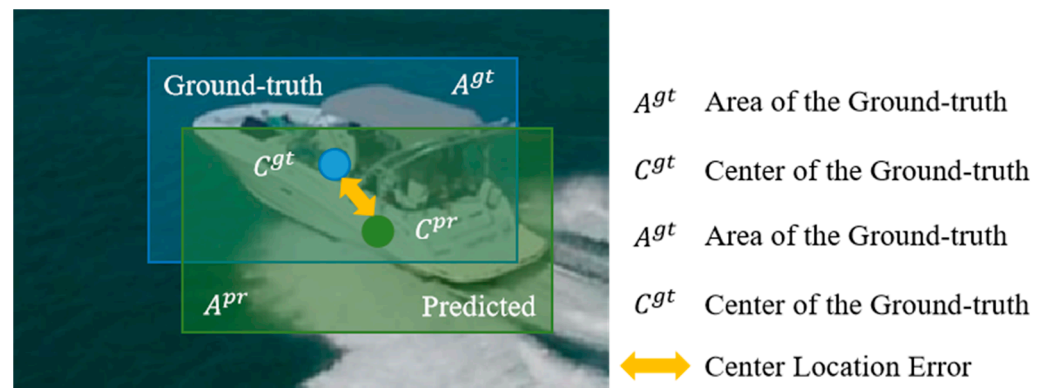 Ground-truth
A^{gt}
C^{gt}
C^{pr}
A^{pr}
Predicted
A^{gt} Area of the Ground-truth
C^{gt} Center of the Ground-truth
A^{gt} Area of the Ground-truth
C^{gt} Center of the Ground-truth
Center Location Error